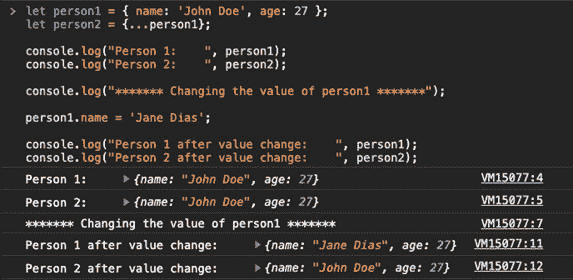 > let person1 = { name: 'John Doe', age: 27 };
let person2 = {...person1};
console.log("Person 1:    ", person1);
console.log("Person 2:    ", person2);
console.log("******* Changing the value of person1 *******");
person1.name = 'Jane Dias';
console.log("Person 1 after value change:    ", person1);
console.log("Person 2 after value change:    ", person2);
Person 1:     ▶{name: "John Doe", age: 27} VM15077:4
Person 2:     ▶{name: "John Doe", age: 27} VM15077:5
******* Changing the value of person1 ******* VM15077:7
Person 1 after value change:     ▶{name: "Jane Dias", age: 27} VM15077:11
Person 2 after value change:     ▶{name: "John Doe", age: 27} VM15077:12